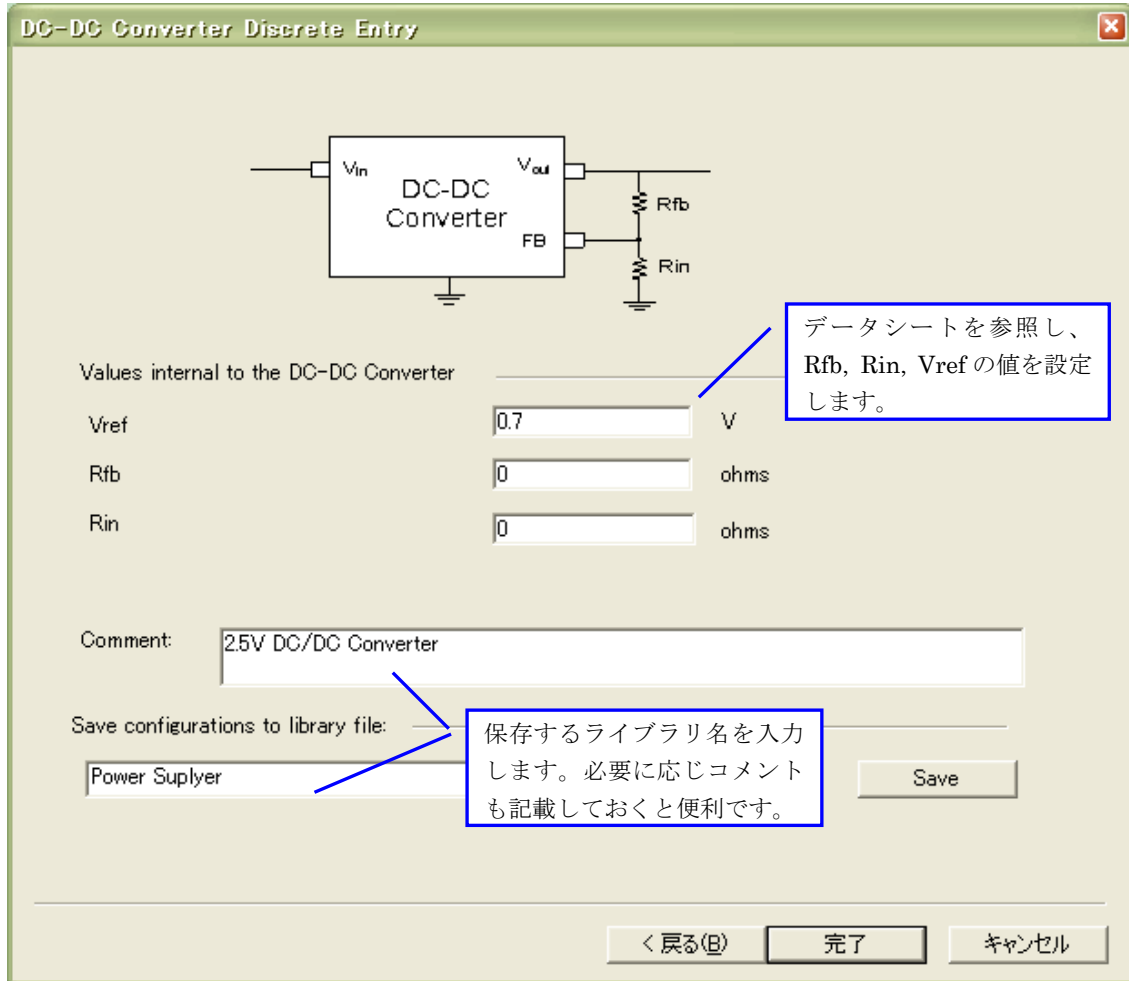 DC-DC Converter Discrete Entry
Vin
Vout
DC-DC
Converter
FB
Rfb
Rin
データシートを参照し、
Rfb, Rin, Vref の値を設定
します。
Values internal to the DC-DC Converter
Vref
0.7
V
Rfb
0
ohms
Rin
0
ohms
Comment:
2.5V DC/DC Converter
Save configurations to library file:
保存するライブラリ名を入力
します。必要に応じコメント
も記載しておくと便利です。
Power Suplyer
Save
< 戻る(B)
完了
キャンセル